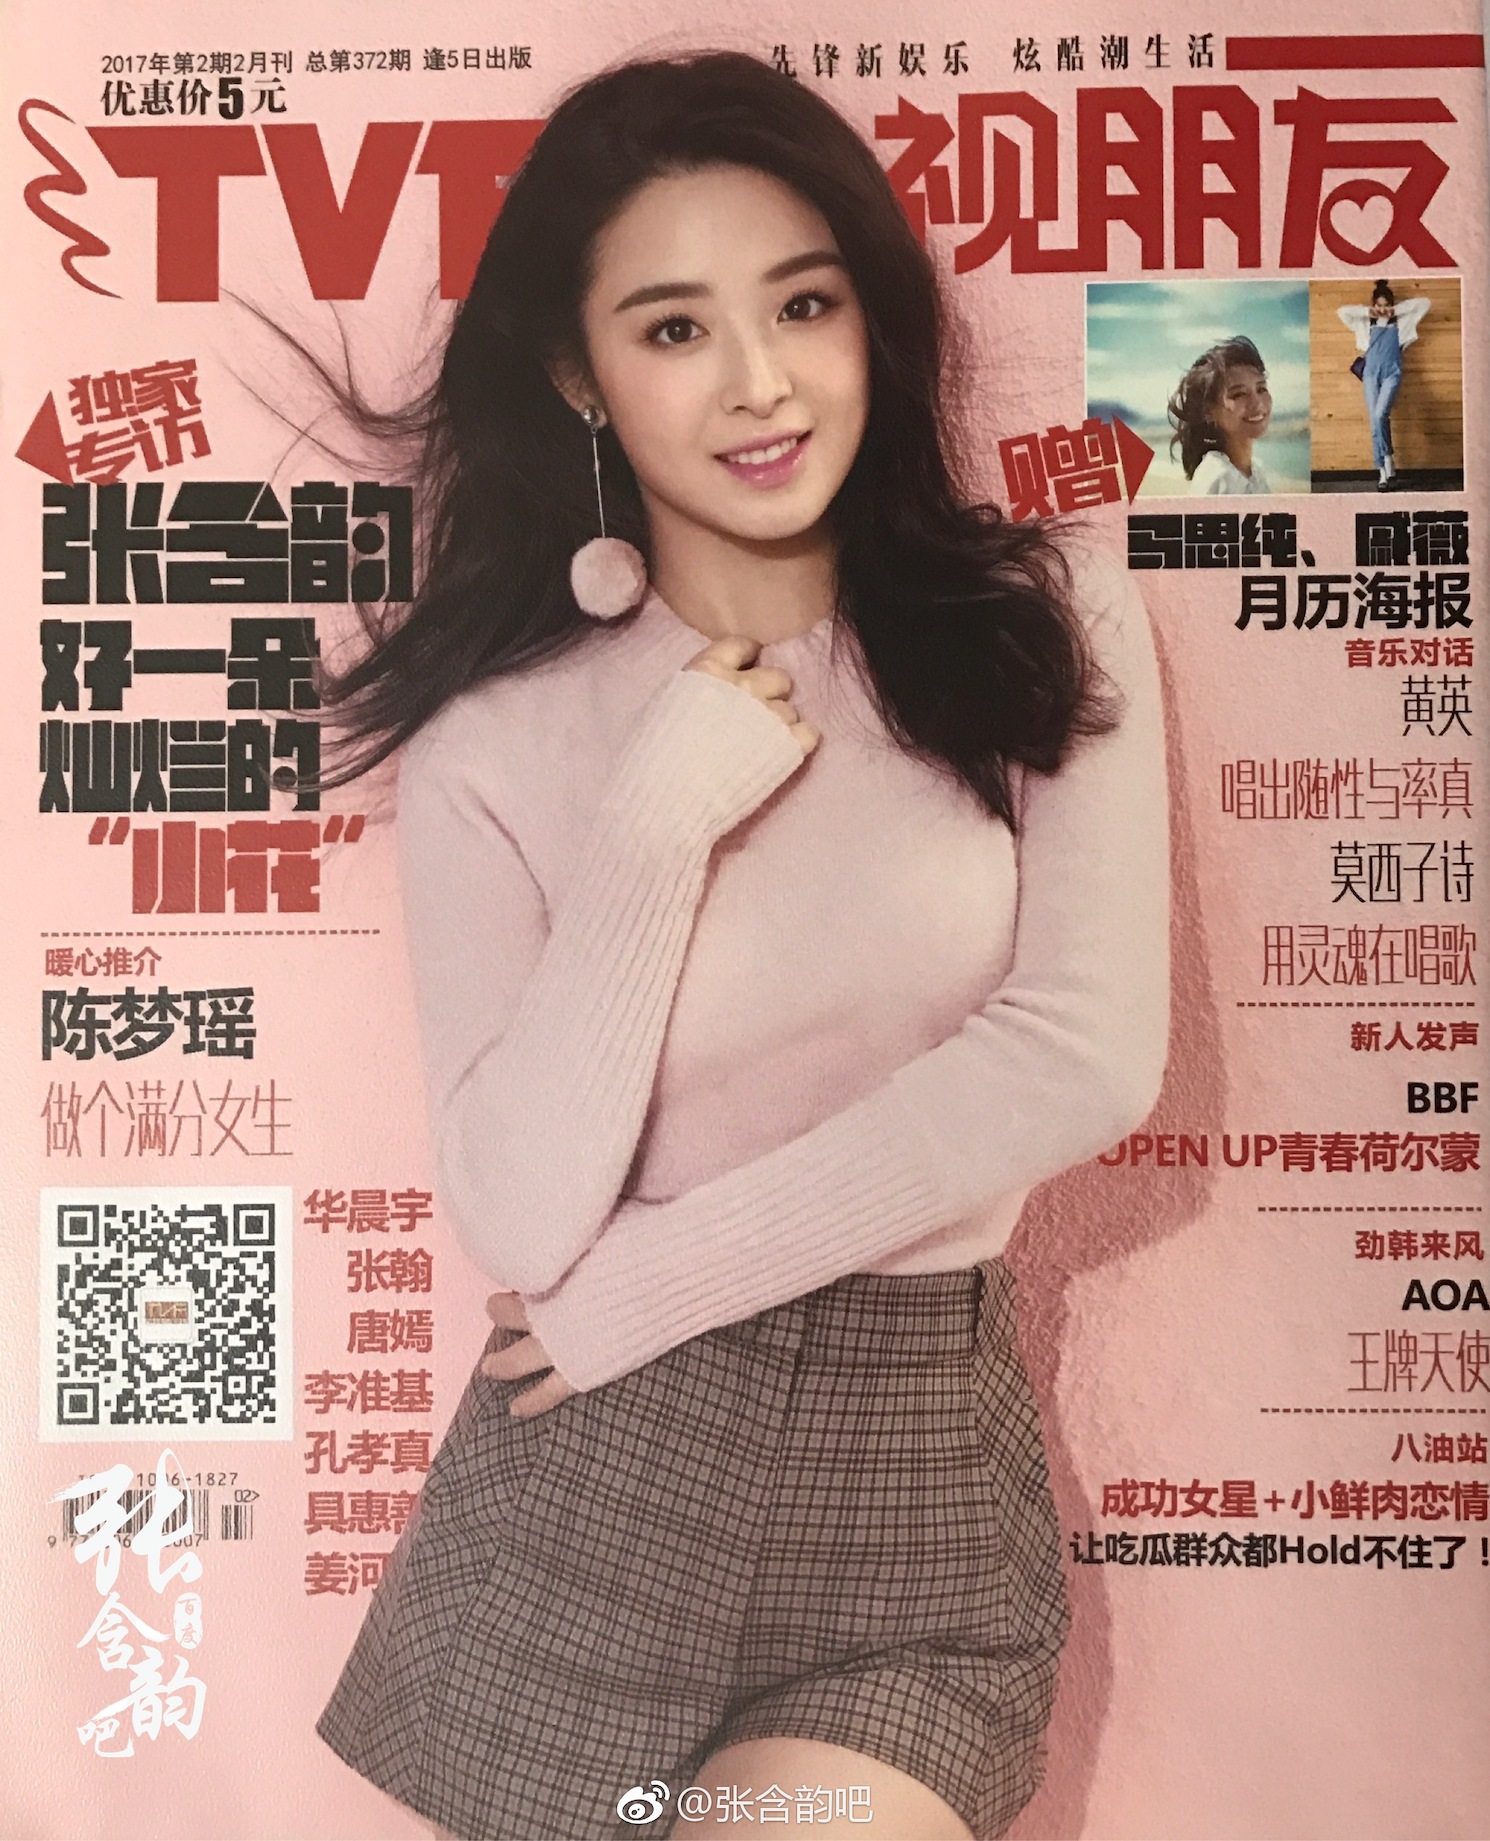 2017年第2期2月刊 总第372期 逢5日出版
优惠价5元
先锋新娱乐 炫酷潮生活
TVF
视朋友
独家
专访
张含韵
好一朵
灿烂的
“小花”
暖心推介
陈梦瑶
做个满分女生
华晨宇
张翰
唐嫣
李准基
孔孝真
具惠善
姜河
赠
马思纯、戚薇
月历海报
音乐对话
黄英
唱出随性与率真
莫西子诗
用灵魂在唱歌
新人发声
BBF
OPEN UP青春荷尔蒙
劲韩来风
AOA
王牌天使
八油站
成功女星+小鲜肉恋情
让吃瓜群众都Hold不住了!
02>
张含韵吧
百度
@张含韵吧